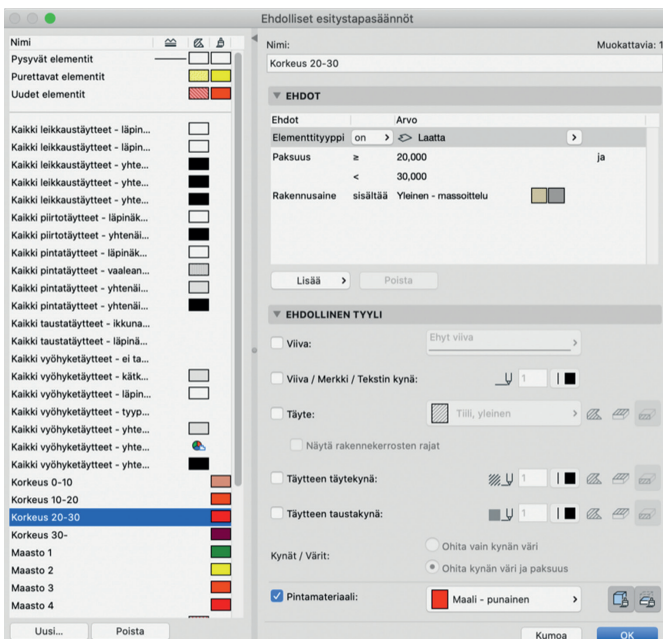 Ehdolliset esitystapasäännöt
Nimi
Pysyvät elementit
Purettavat elementit
Uudet elementit
Kaikki leikkaustäytteet - läpin...
Kaikki leikkaustäytteet - läpin...
Kaikki leikkaustäytteet - yhte...
Kaikki leikkaustäytteet - yhte...
Kaikki leikkaustäytteet - yhte...
Kaikki piirtotäytteet - läpinäk...
Kaikki piirtotäytteet - yhtenäi...
Kaikki pintatäytteet - läpinäk...
Kaikki pintatäytteet - vaalean...
Kaikki pintatäytteet - yhtenäi...
Kaikki pintatäytteet - yhtenäi...
Kaikki taustatäytteet - ikkuna...
Kaikki taustatäytteet - läpinä...
Kaikki vyöhyketäytteet - ei ta...
Kaikki vyöhyketäytteet - kätk...
Kaikki vyöhyketäytteet - läpin...
Kaikki vyöhyketäytteet - tyyp...
Kaikki vyöhyketäytteet - yhte...
Kaikki vyöhyketäytteet - yhte...
Kaikki vyöhyketäytteet - yhte...
Korkeus 0-10
Korkeus 10-20
Korkeus 20-30
Korkeus 30-
Maasto 1
Maasto 2
Maasto 3
Maasto 4
Uusi...
Poista
Nimi: Muokattavia: 1
Korkeus 20-30
EHDOT
Ehdot Arvo
Elementtityyppi on > Laatta >
Paksuus ≥ 20,000 ja
< 30,000
Rakennusaine sisältää Yleinen - massoittelu
Lisää > Poista
EHDOLLINEN TYYLI
Viiva: Ehyt viiva >
Viiva / Merkki / Tekstin kynä: 1
Täyte: Tiili, yleinen >
Näytä rakennekerrosten rajat
Täytteen täytekynä: 1
Täytteen taustakynä: 1
Kynät / Värit:
Ohita vain kynän väri
Ohita kynän väri ja paksuus
Pintamateriaali: Maali - punainen >
Kumoa OK